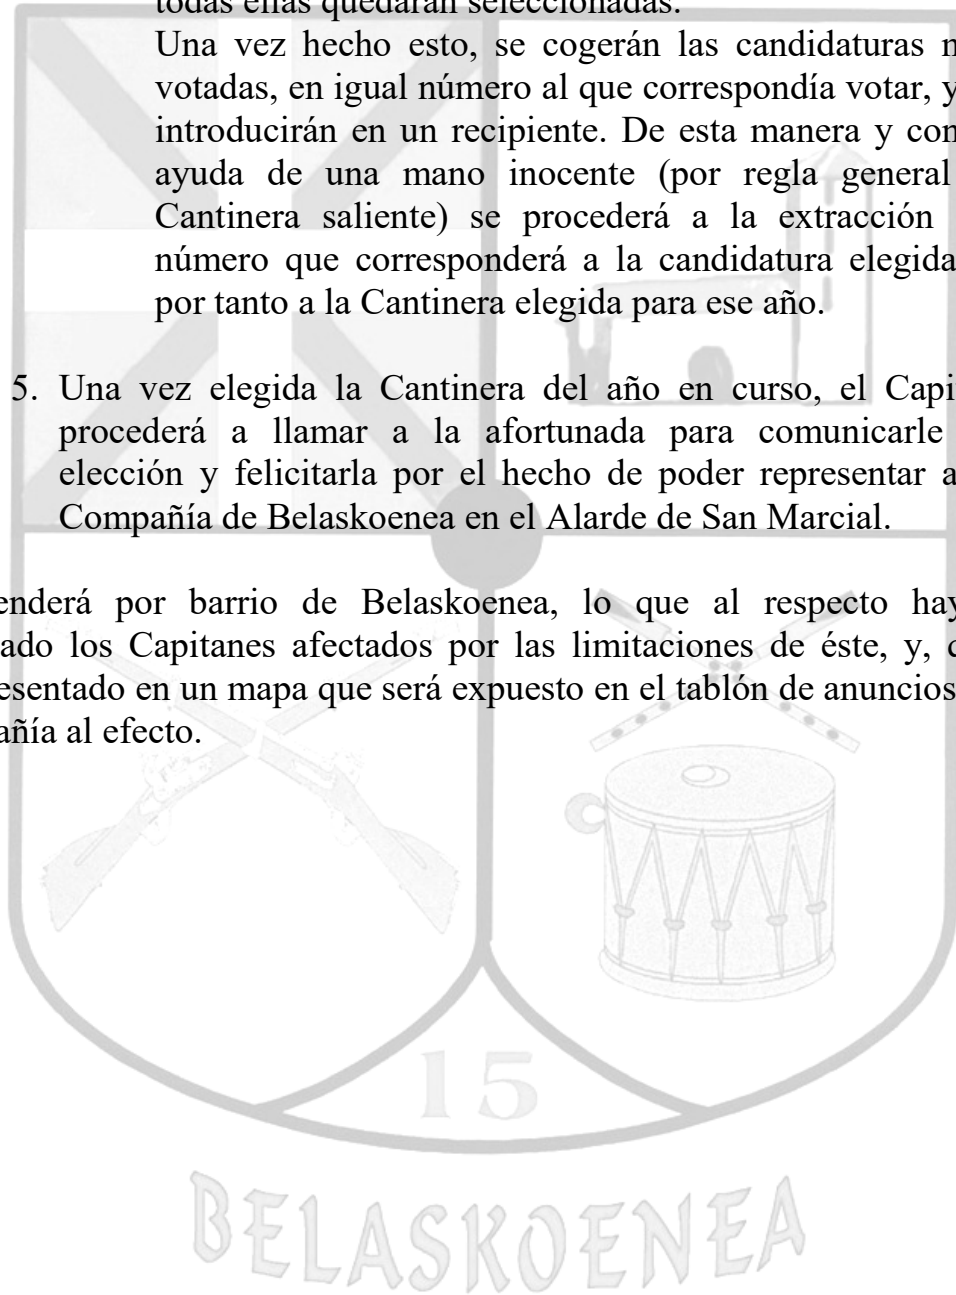 todas ellas quedarán seleccionadas.
Una vez hecho esto, se cogerán las candidaturas
votadas, en igual número al que correspondía votar, y
introducirán en un recipiente. De esta manera y con
ayuda de una mano inocente (por regla general
Cantinera saliente) se procederá a la extracción
número que corresponderá a la candidatura elegida
por tanto a la Cantinera elegida para ese año.
5. Una vez elegida la Cantinera del año en curso, el Capi
procederá a llamar a la afortunada para comunicarle
elección y felicitarla por el hecho de poder representar a
Compañía de Belaskoenea en el Alarde de San Marcial.
enderá por barrio de Belaskoenea, lo que al respecto hay
ado los Capitanes afectados por las limitaciones de éste, y,
esentado en un mapa que será expuesto en el tablón de anuncios
añía al efecto.
15
BELASKOENEA